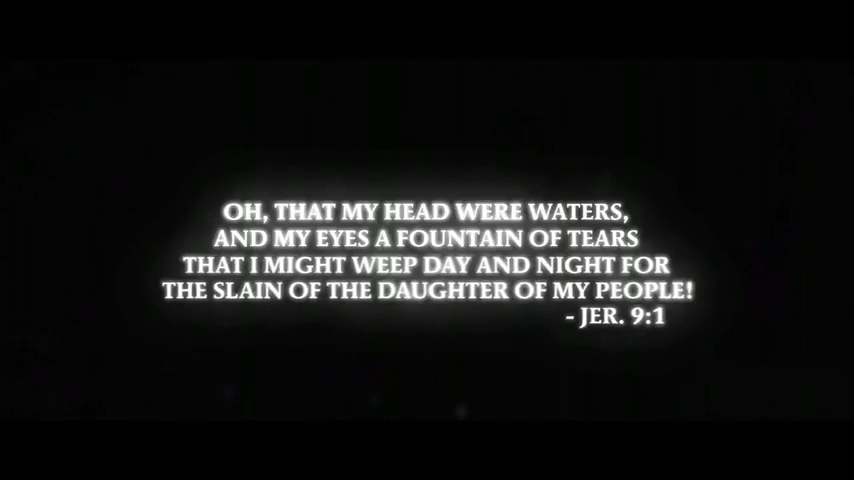 OH, THAT MY HEAD WERE WATERS,
AND MY EYES A FOUNTAIN OF TEARS
THAT I MIGHT WEEP DAY AND NIGHT FOR
THE SLAIN OF THE DAUGHTER OF MY PEOPLE!
- JER. 9:1